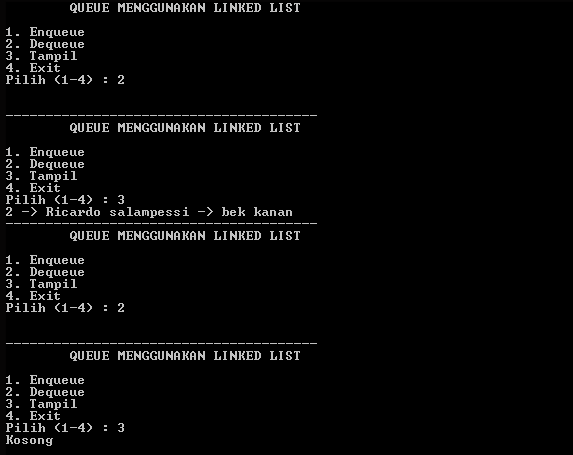 QUEUE MENGGUNAKAN LINKED LIST
1. Enqueue
2. Dequeue
3. Tampil
4. Exit
Pilih (1-4) : 2
---------------------------------------
QUEUE MENGGUNAKAN LINKED LIST
1. Enqueue
2. Dequeue
3. Tampil
4. Exit
Pilih (1-4) : 3
2 -> Ricardo salampessi -> bek kanan
---------------------------------------
QUEUE MENGGUNAKAN LINKED LIST
1. Enqueue
2. Dequeue
3. Tampil
4. Exit
Pilih (1-4) : 2
---------------------------------------
QUEUE MENGGUNAKAN LINKED LIST
1. Enqueue
2. Dequeue
3. Tampil
4. Exit
Pilih (1-4) : 3
Kosong